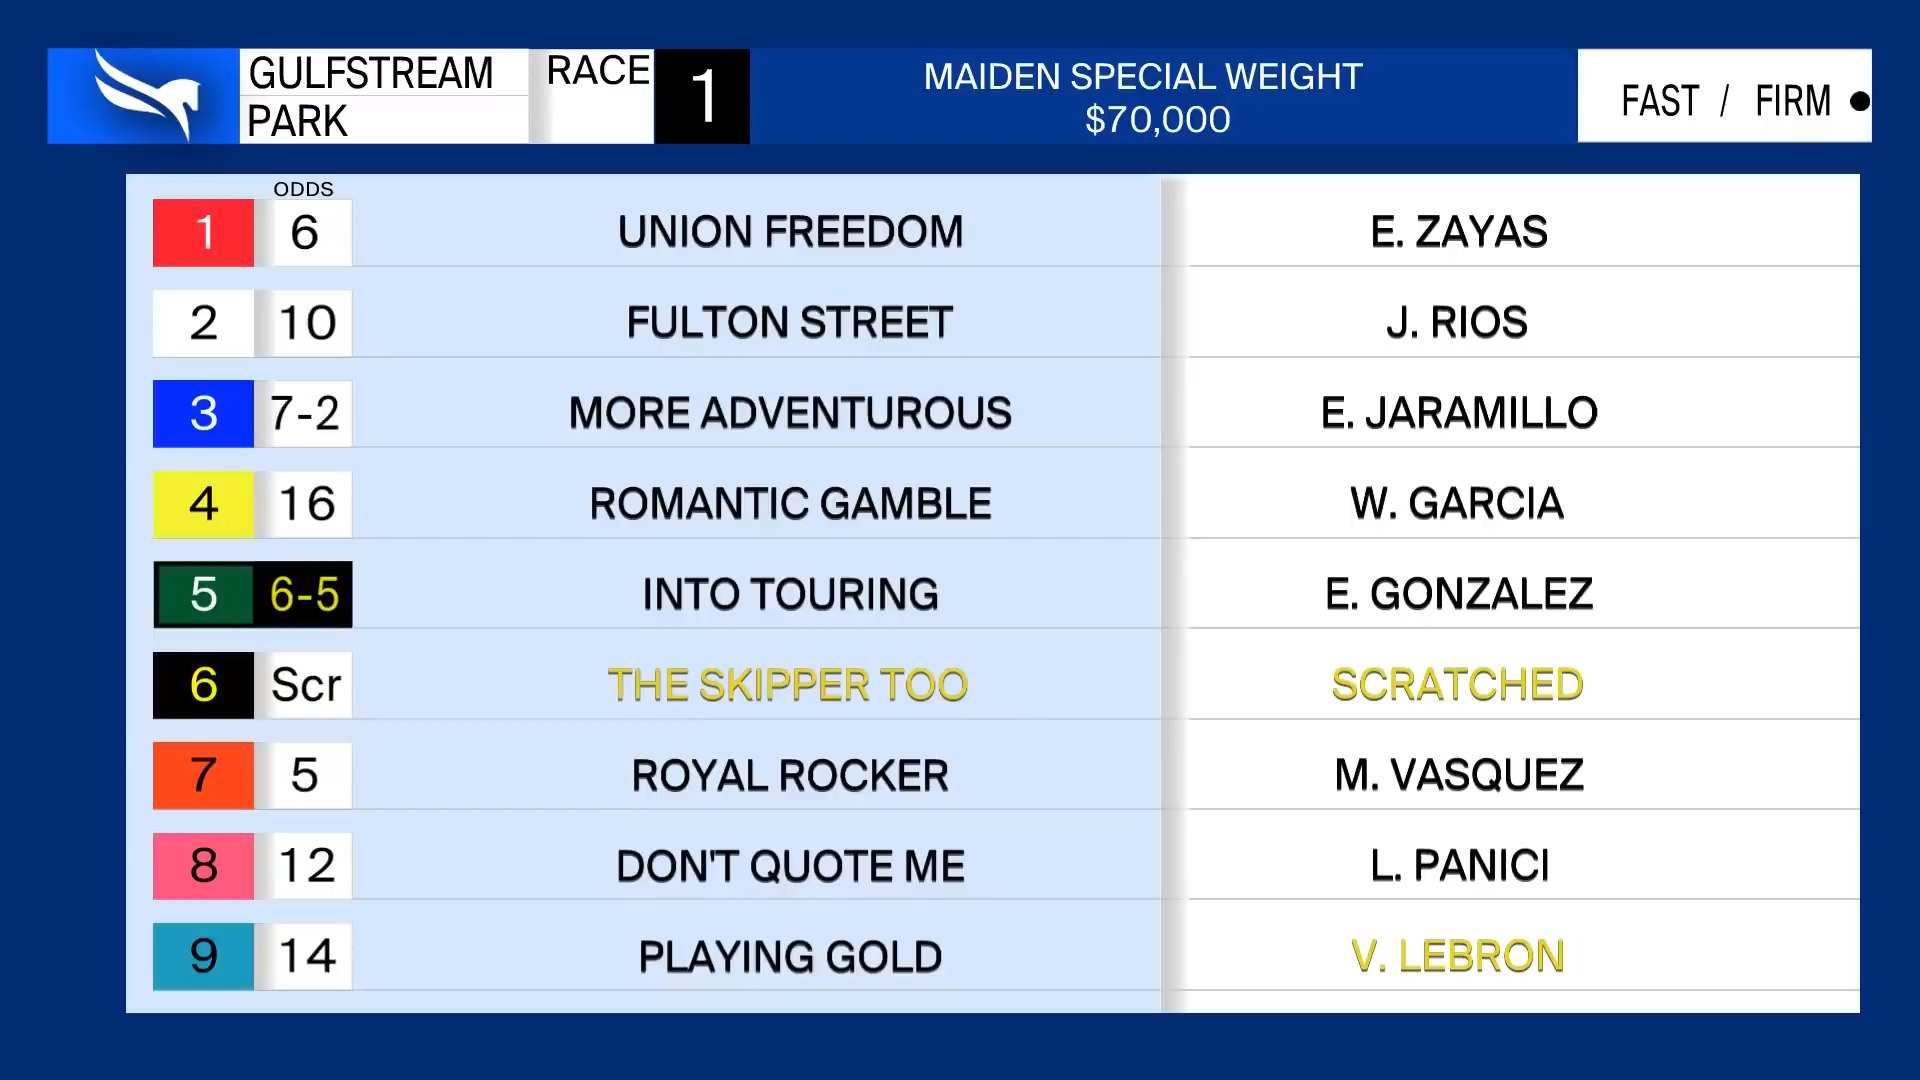 GULFSTREAM
PARK
RACE
1
MAIDEN SPECIAL WEIGHT
$70,000
FAST / FIRM
ODDS
1 6 UNION FREEDOM E. ZAYAS
2 10 FULTON STREET J. RIOS
3 7-2 MORE ADVENTUROUS E. JARAMILLO
4 16 ROMANTIC GAMBLE W. GARCIA
5 6-5 INTO TOURING E. GONZALEZ
6 Scr THE SKIPPER TOO SCRATCHED
7 5 ROYAL ROCKER M. VASQUEZ
8 12 DON'T QUOTE ME L. PANICI
9 14 PLAYING GOLD V. LEBRON